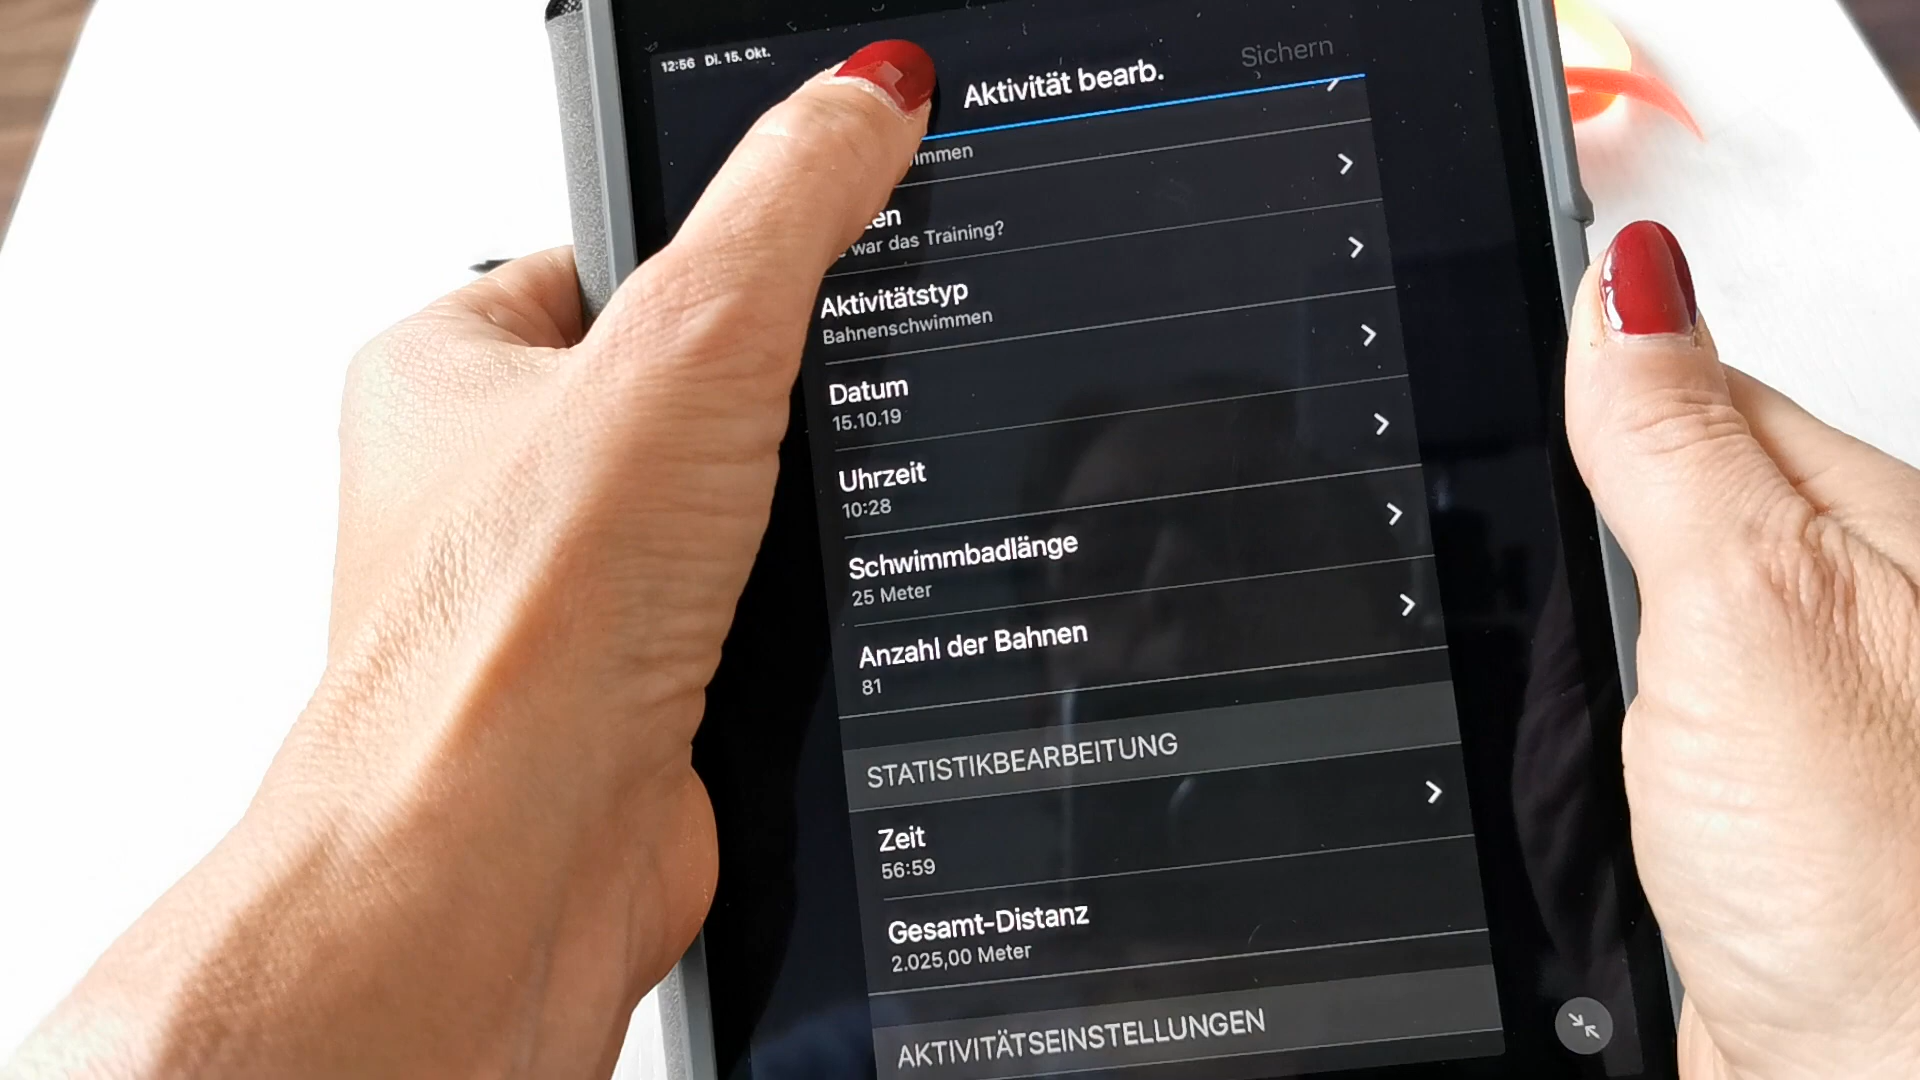 12:56 Di. 15. Okt.
Aktivität bearb.
Sichern
war das Training?
Aktivitätstyp
Bahnenschwimmen
Datum
15.10.19
Uhrzeit
10:28
Schwimmbadlänge
25 Meter
Anzahl der Bahnen
81
STATISTIKBEARBEITUNG
Zeit
56:59
Gesamt-Distanz
2.025,00 Meter
AKTIVITÄTSEINSTELLUNGEN